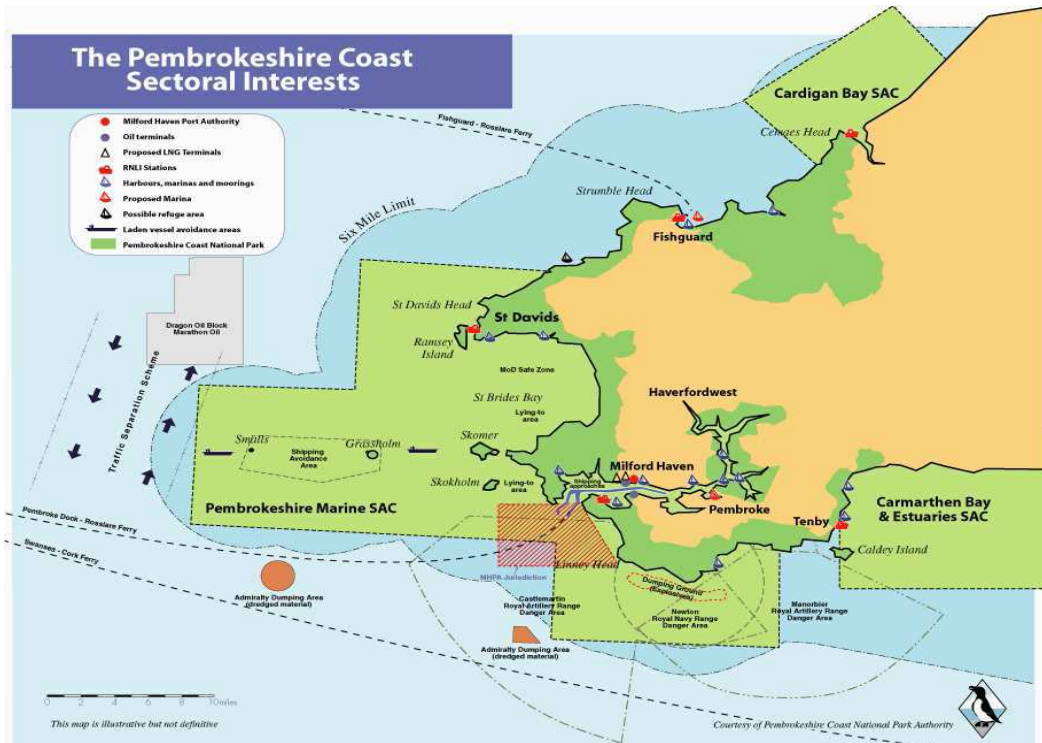 The Pembrokeshire Coast
Sectoral Interests
Milford Haven Port Authority
Oil terminals
Proposed LNG Terminals
RNLI Stations
Harbours, marinas and moorings
Proposed Marina
Possible refuge area
Laden vessel avoidance areas
Pembrokeshire Coast National Park
Fishguard - Rosslare Ferry
Cardigan Bay SAC
Cemaes Head
Strumble Head
Fishguard
Six Mile Limit
Dragon Oil Block
Marathon Oil
Traffic Separation Scheme
St Davids Head
St Davids
Ramsey
Island
MoD Safe Zone
St Brides Bay
Lying-to
area
Haverfordwest
Smalls
Grassholm
Shipping
Avoidance
Area
Skomer
Skokholm
Lying-to
area
Milford Haven
Shipping
approaches
Pembroke
Tenby
Carmarthen Bay
& Estuaries SAC
Caldey Island
Pembrokeshire Marine SAC
Pembroke Dock - Rosslare Ferry
Swansea - Cork Ferry
Linney Head
MHPA Jurisdiction
Dumping Ground
(Explosives)
Admiralty Dumping Area
(dredged material)
Castlemartin
Royal Artillery Range
Danger Area
Newton
Royal Navy Range
Danger Area
Manorbier
Royal Artillery Range
Danger Area
Admiralty Dumping Area
(dredged material)
0 2 4 6 8 10miles
This map is illustrative but not definitive
Courtesy of Pembrokeshire Coast National Park Authority